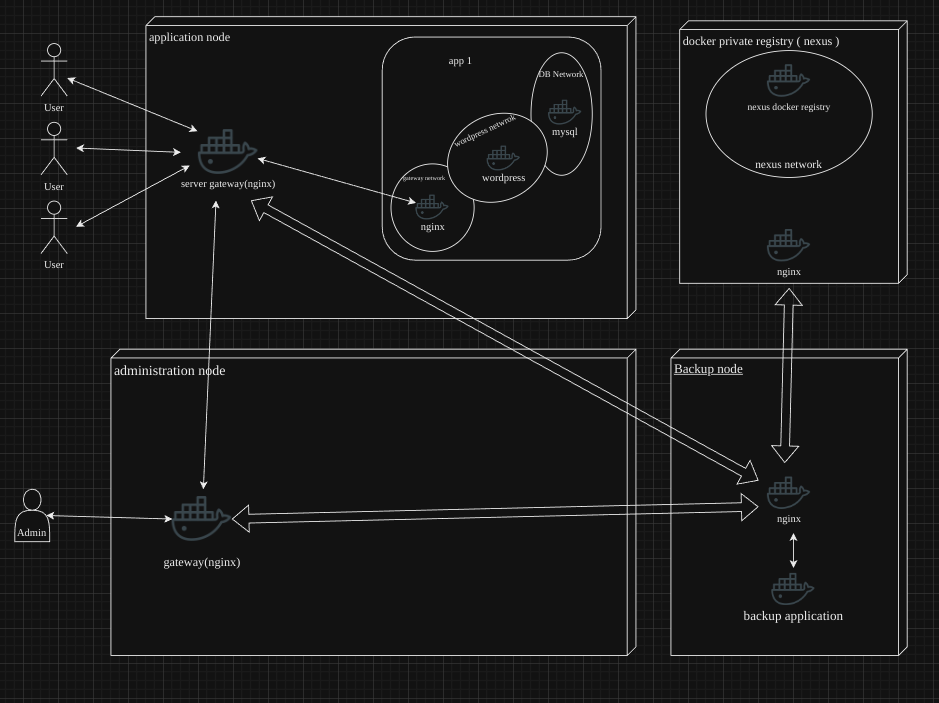 application node
User
User
User
server gateway(nginx)
app 1
DB Network
mysql
wordpress netwrok
wordpress
gateway network
nginx
docker private registry ( nexus )
nexus docker registry
nexus network
nginx
administration node
Admin
gateway(nginx)
Backup node
nginx
backup application